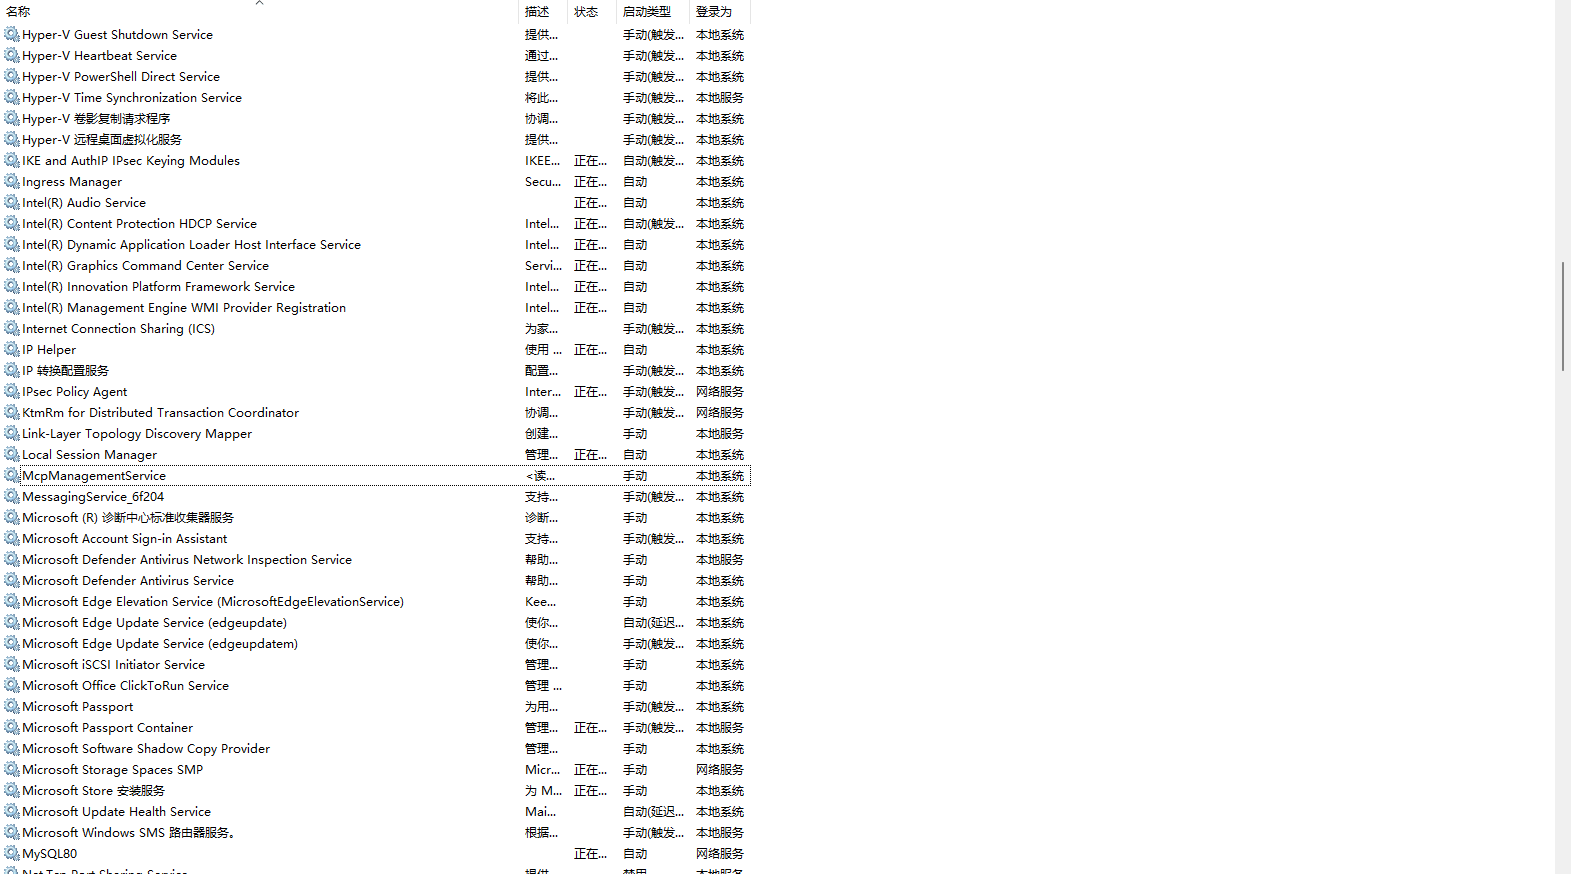 名称 描述 状态 启动类型 登录为
Hyper-V Guest Shutdown Service 提供... 手动(触发... 本地系统
Hyper-V Heartbeat Service 通过... 手动(触发... 本地系统
Hyper-V PowerShell Direct Service 提供... 手动(触发... 本地系统
Hyper-V Time Synchronization Service 将此... 手动(触发... 本地服务
Hyper-V 卷影复制请求程序 协调... 手动(触发... 本地系统
Hyper-V 远程桌面虚拟化服务 提供... 手动(触发... 本地系统
IKE and AuthIP IPsec Keying Modules IKEE... 正在... 自动(触发... 本地系统
Ingress Manager Secu... 正在... 自动 本地系统
Intel(R) Audio Service 正在... 自动 本地系统
Intel(R) Content Protection HDCP Service Intel... 正在... 自动(触发... 本地系统
Intel(R) Dynamic Application Loader Host Interface Service Intel... 正在... 自动 本地系统
Intel(R) Graphics Command Center Service Servi... 正在... 自动 本地系统
Intel(R) Innovation Platform Framework Service Intel... 正在... 自动 本地系统
Intel(R) Management Engine WMI Provider Registration Intel... 正在... 自动 本地系统
Internet Connection Sharing (ICS) 为家... 手动(触发... 本地系统
IP Helper 使用 ... 正在... 自动 本地系统
IP 转换配置服务 配置... 手动(触发... 本地系统
IPsec Policy Agent Inter... 正在... 手动(触发... 网络服务
KtmRm for Distributed Transaction Coordinator 协调... 手动(触发... 网络服务
Link-Layer Topology Discovery Mapper 创建... 手动 本地服务
Local Session Manager 管理... 正在... 自动 本地系统
McpManagementService <读... 手动 本地系统
MessagingService_6f204 支持... 手动(触发... 本地系统
Microsoft (R) 诊断中心标准收集器服务 诊断... 手动 本地系统
Microsoft Account Sign-in Assistant 支持... 手动(触发... 本地系统
Microsoft Defender Antivirus Network Inspection Service 帮助... 手动 本地服务
Microsoft Defender Antivirus Service 帮助... 手动 本地系统
Microsoft Edge Elevation Service (MicrosoftEdgeElevationService) Kee... 手动 本地系统
Microsoft Edge Update Service (edgeupdate) 使你... 自动(延迟... 本地系统
Microsoft Edge Update Service (edgeupdatem) 使你... 手动(触发... 本地系统
Microsoft iSCSI Initiator Service 管理... 手动 本地系统
Microsoft Office ClickToRun Service 管理 ... 手动 本地系统
Microsoft Passport 为用... 手动(触发... 本地系统
Microsoft Passport Container 管理... 正在... 手动(触发... 本地服务
Microsoft Software Shadow Copy Provider 管理... 手动 本地系统
Microsoft Storage Spaces SMP Micr... 正在... 手动 网络服务
Microsoft Store 安装服务 为 M... 正在... 手动 本地系统
Microsoft Update Health Service Mai... 自动(延迟... 本地系统
Microsoft Windows SMS 路由器服务。 根据... 手动(触发... 本地服务
MySQL80 正在... 自动 网络服务
Net.Tcp Port Sharing Service 提供... 禁用 本地服务